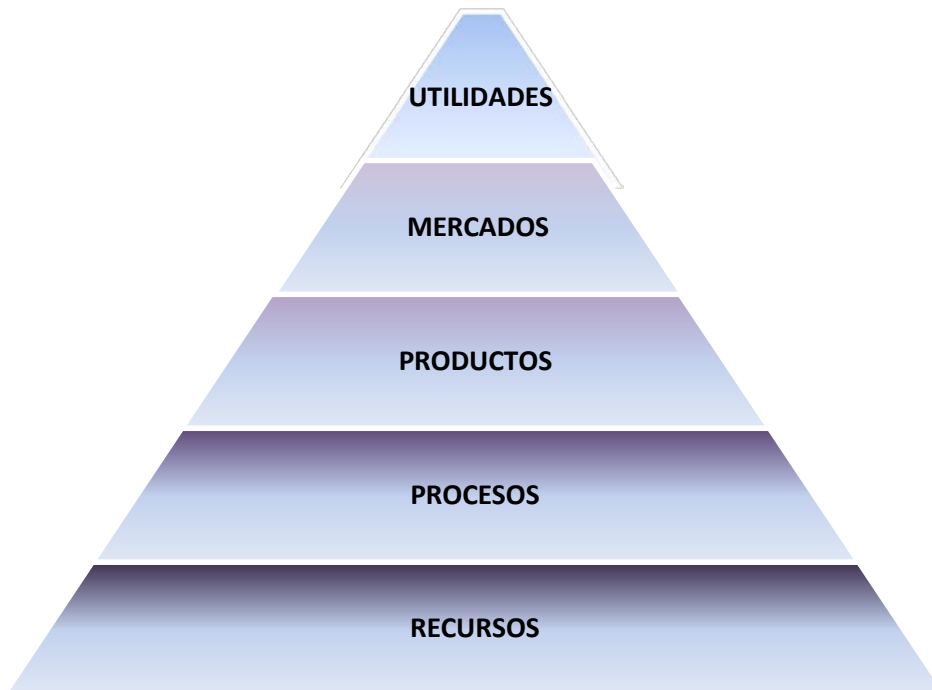 UTILIDADES
MERCADOS
PRODUCTOS
PROCESOS
RECURSOS